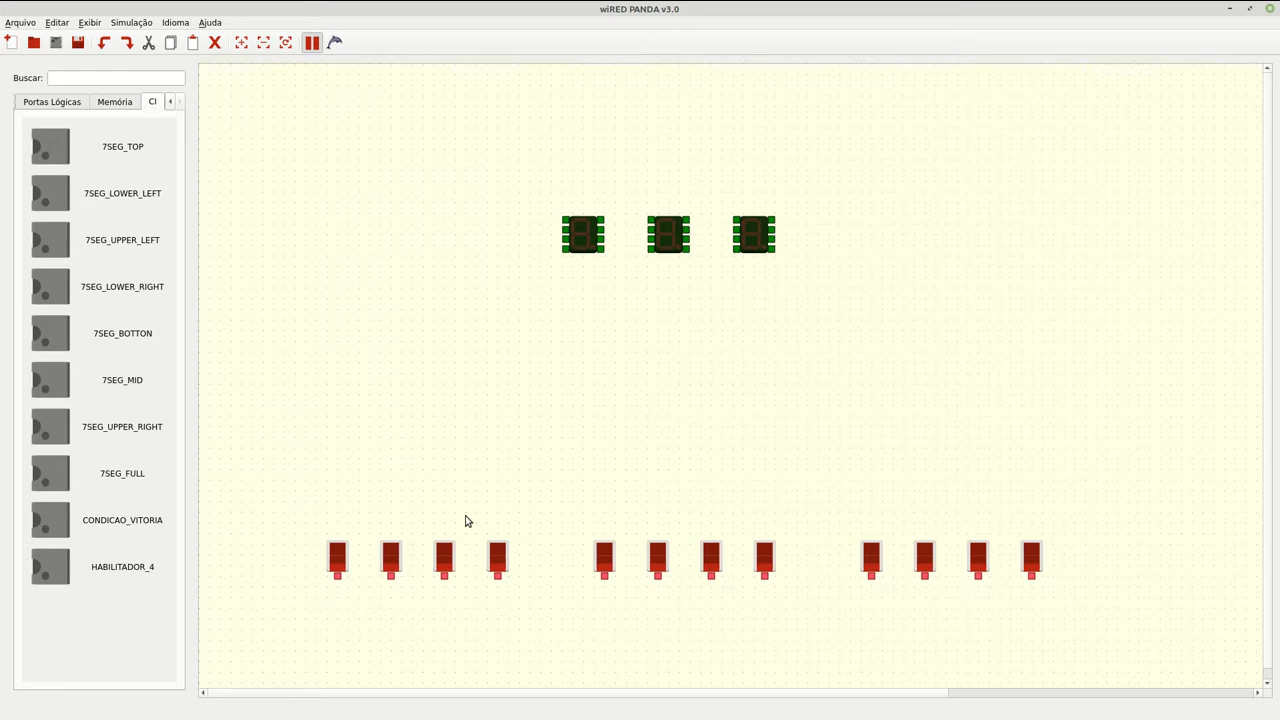 wiRED PANDA v3.0
Arquivo Editar Exibir Simulação Idioma Ajuda
Buscar:
Portas Lógicas Memória CI
7SEG_TOP
7SEG_LOWER_LEFT
7SEG_UPPER_LEFT
7SEG_LOWER_RIGHT
7SEG_BOTTON
7SEG_MID
7SEG_UPPER_RIGHT
7SEG_FULL
CONDICAO_VITORIA
HABILITADOR_4